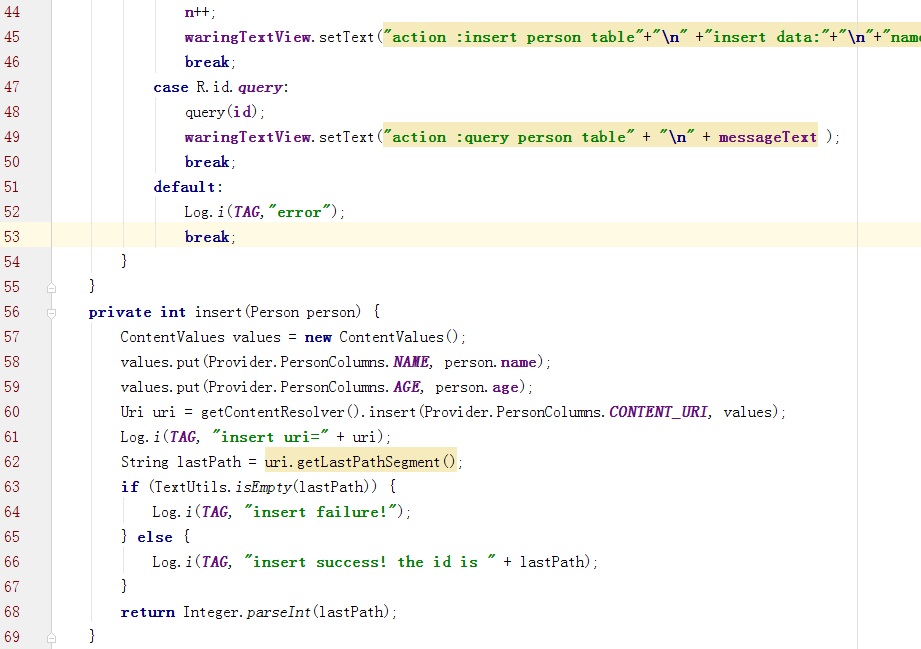 44 n++;
45 waringTextView.setText("action :insert person table"+"\n" +"insert data:"+"\n"+"name
46 break;
47 case R.id.query:
48 query(id);
49 waringTextView.setText("action :query person table" + "\n" + messageText );
50 break;
51 default:
52 Log.i(TAG,"error");
53 break;
54 }
55 }
56 private int insert(Person person) {
57 ContentValues values = new ContentValues();
58 values.put(Provider.PersonColumns.NAME, person.name);
59 values.put(Provider.PersonColumns.AGE, person.age);
60 Uri uri = getContentResolver().insert(Provider.PersonColumns.CONTENT_URI, values);
61 Log.i(TAG, "insert uri=" + uri);
62 String lastPath = uri.getLastPathSegment();
63 if (TextUtils.isEmpty(lastPath)) {
64 Log.i(TAG, "insert failure!");
65 } else {
66 Log.i(TAG, "insert success! the id is " + lastPath);
67 }
68 return Integer.parseInt(lastPath);
69 }